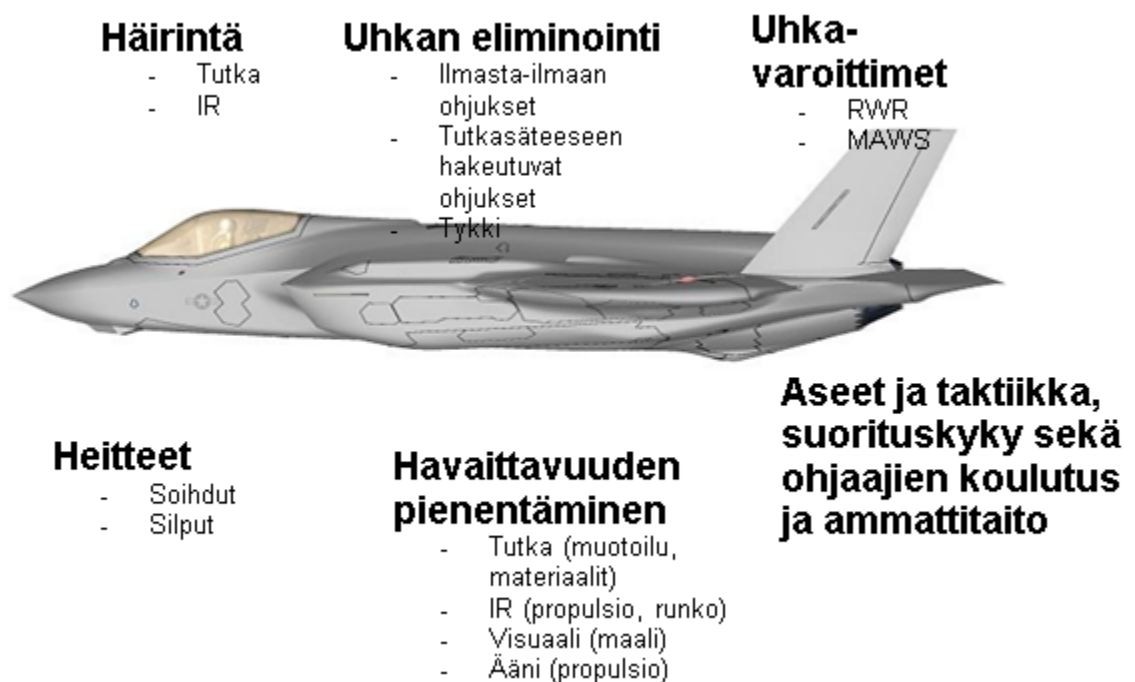 Häirintä
- Tutka
- IR
Uhkan eliminointi
- Ilmasta-ilmaan
ohjukset
- Tutkasäteeseen
hakeutuvat
ohjukset
- Tykki
Uhka-
varoittimet
- RWR
- MAWS
Heitteet
- Soihdut
- Silput
Havaittavuuden
pienentäminen
- Tutka (muotoilu,
materiaalit)
- IR (propulsio, runko)
- Visuaali (maali)
- Ääni (propulsio)
Aseet ja taktiikka,
suorituskyky sekä
ohjaajien koulutus
ja ammattitaito